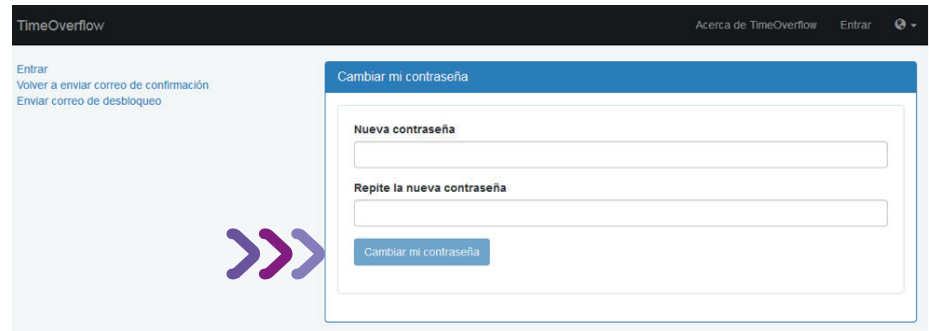 TimeOverflow
Acerca de TimeOverflow
Entrar
Entrar
Volver a enviar correo de confirmación
Enviar correo de desbloqueo
Cambiar mi contraseña
Nueva contraseña
Repite la nueva contraseña
Cambiar mi contraseña